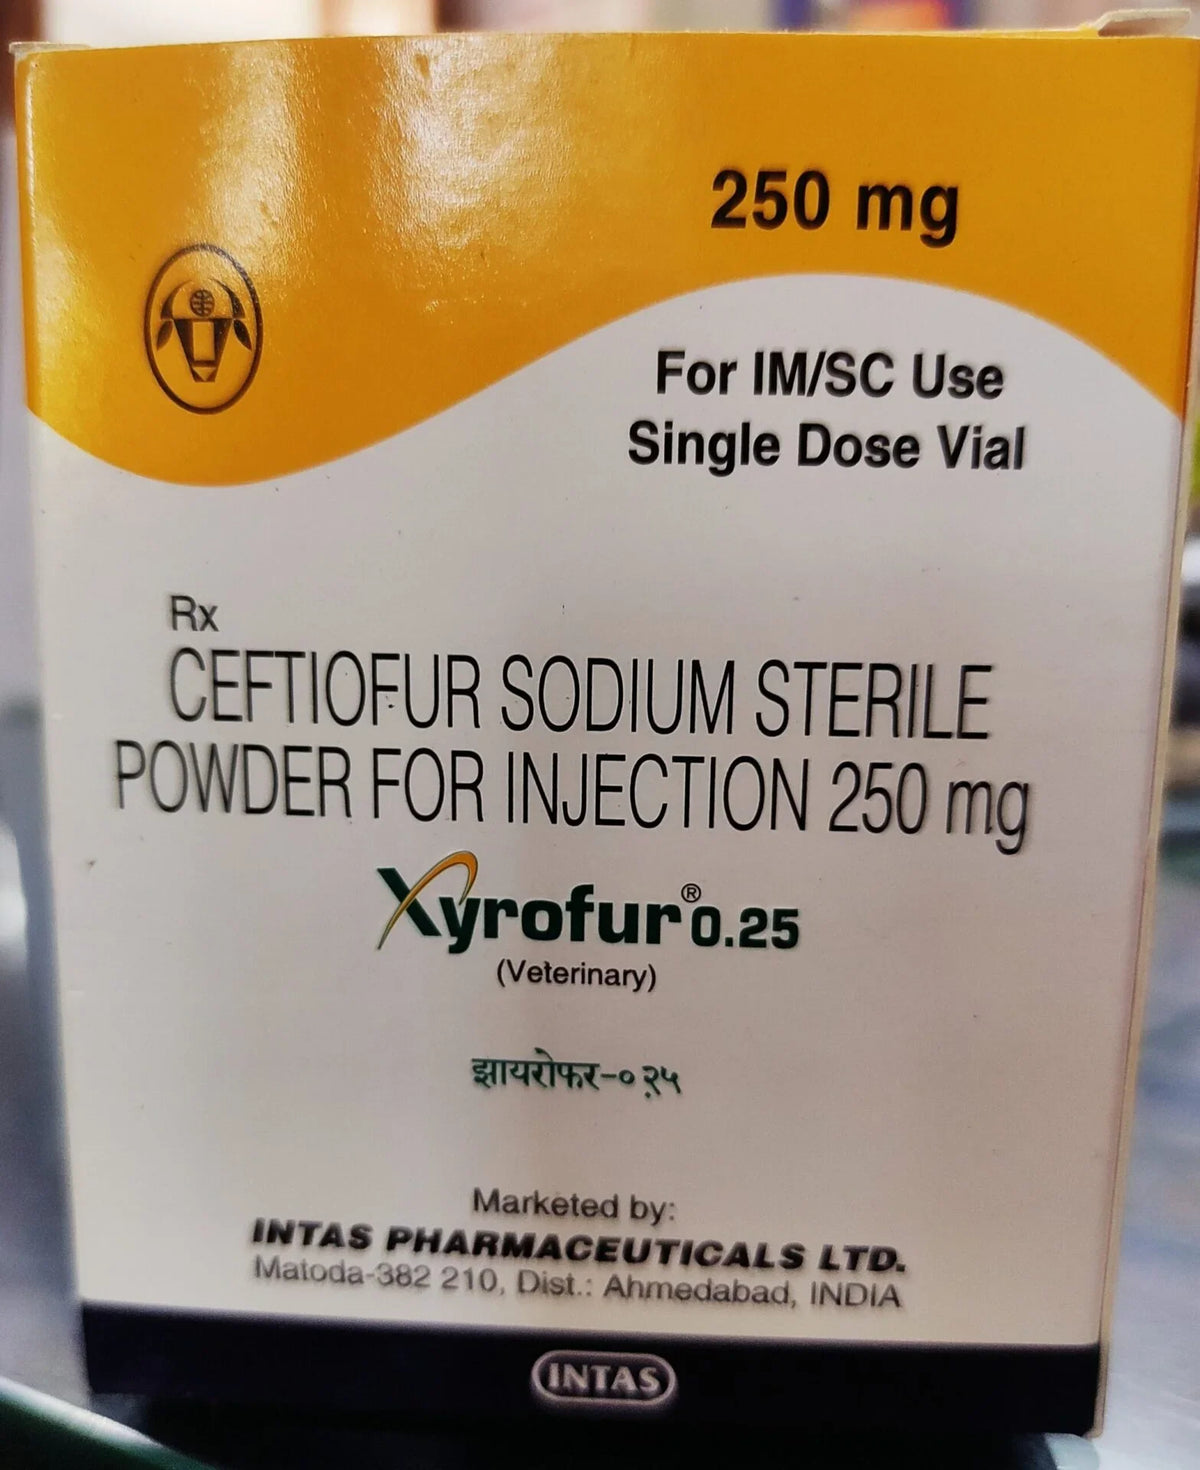 250 mg
For IM/SC Use
Single Dose Vial
Rx
CEFTIOFUR SODIUM STERILE
POWDER FOR INJECTION 250 mg
Xyrofur®0.25
(Veterinary)
झायरोफर-०.२५
Marketed by:
INTAS PHARMACEUTICALS LTD.
Matoda-382 210, Dist.: Ahmedabad, INDIA
INTAS